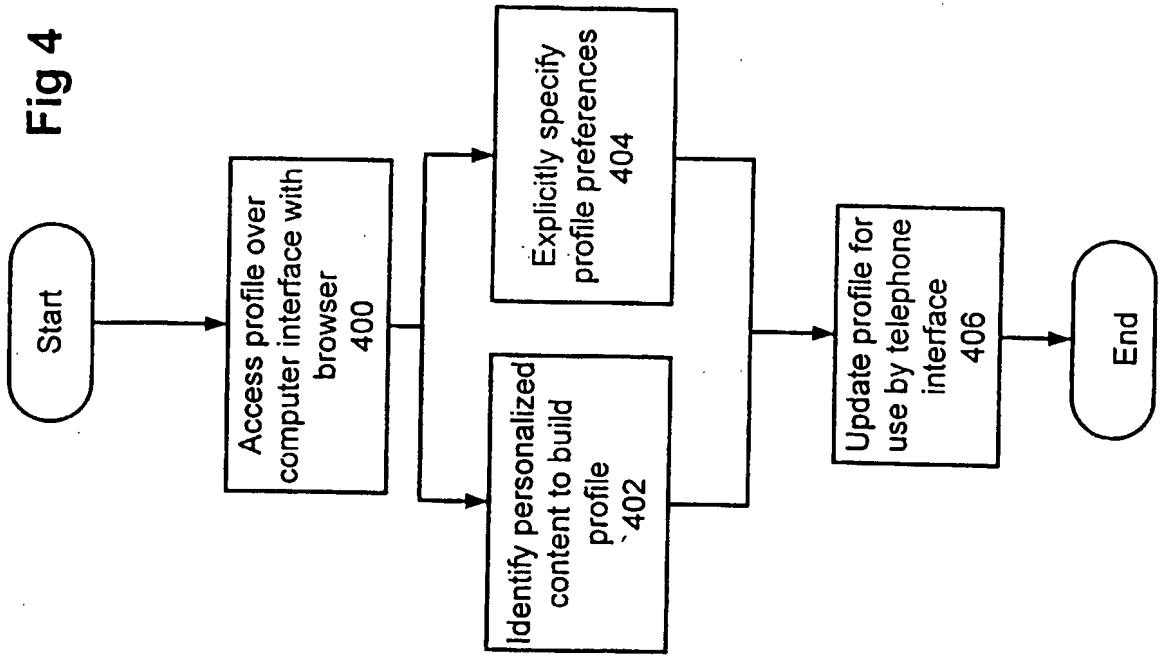 Fig 4
Start
Access profile over
computer interface with
browser
400
Identify personalized
content to build
profile
402
Explicitly specify
profile preferences
404
Update profile for
use by telephone
interface
406
End